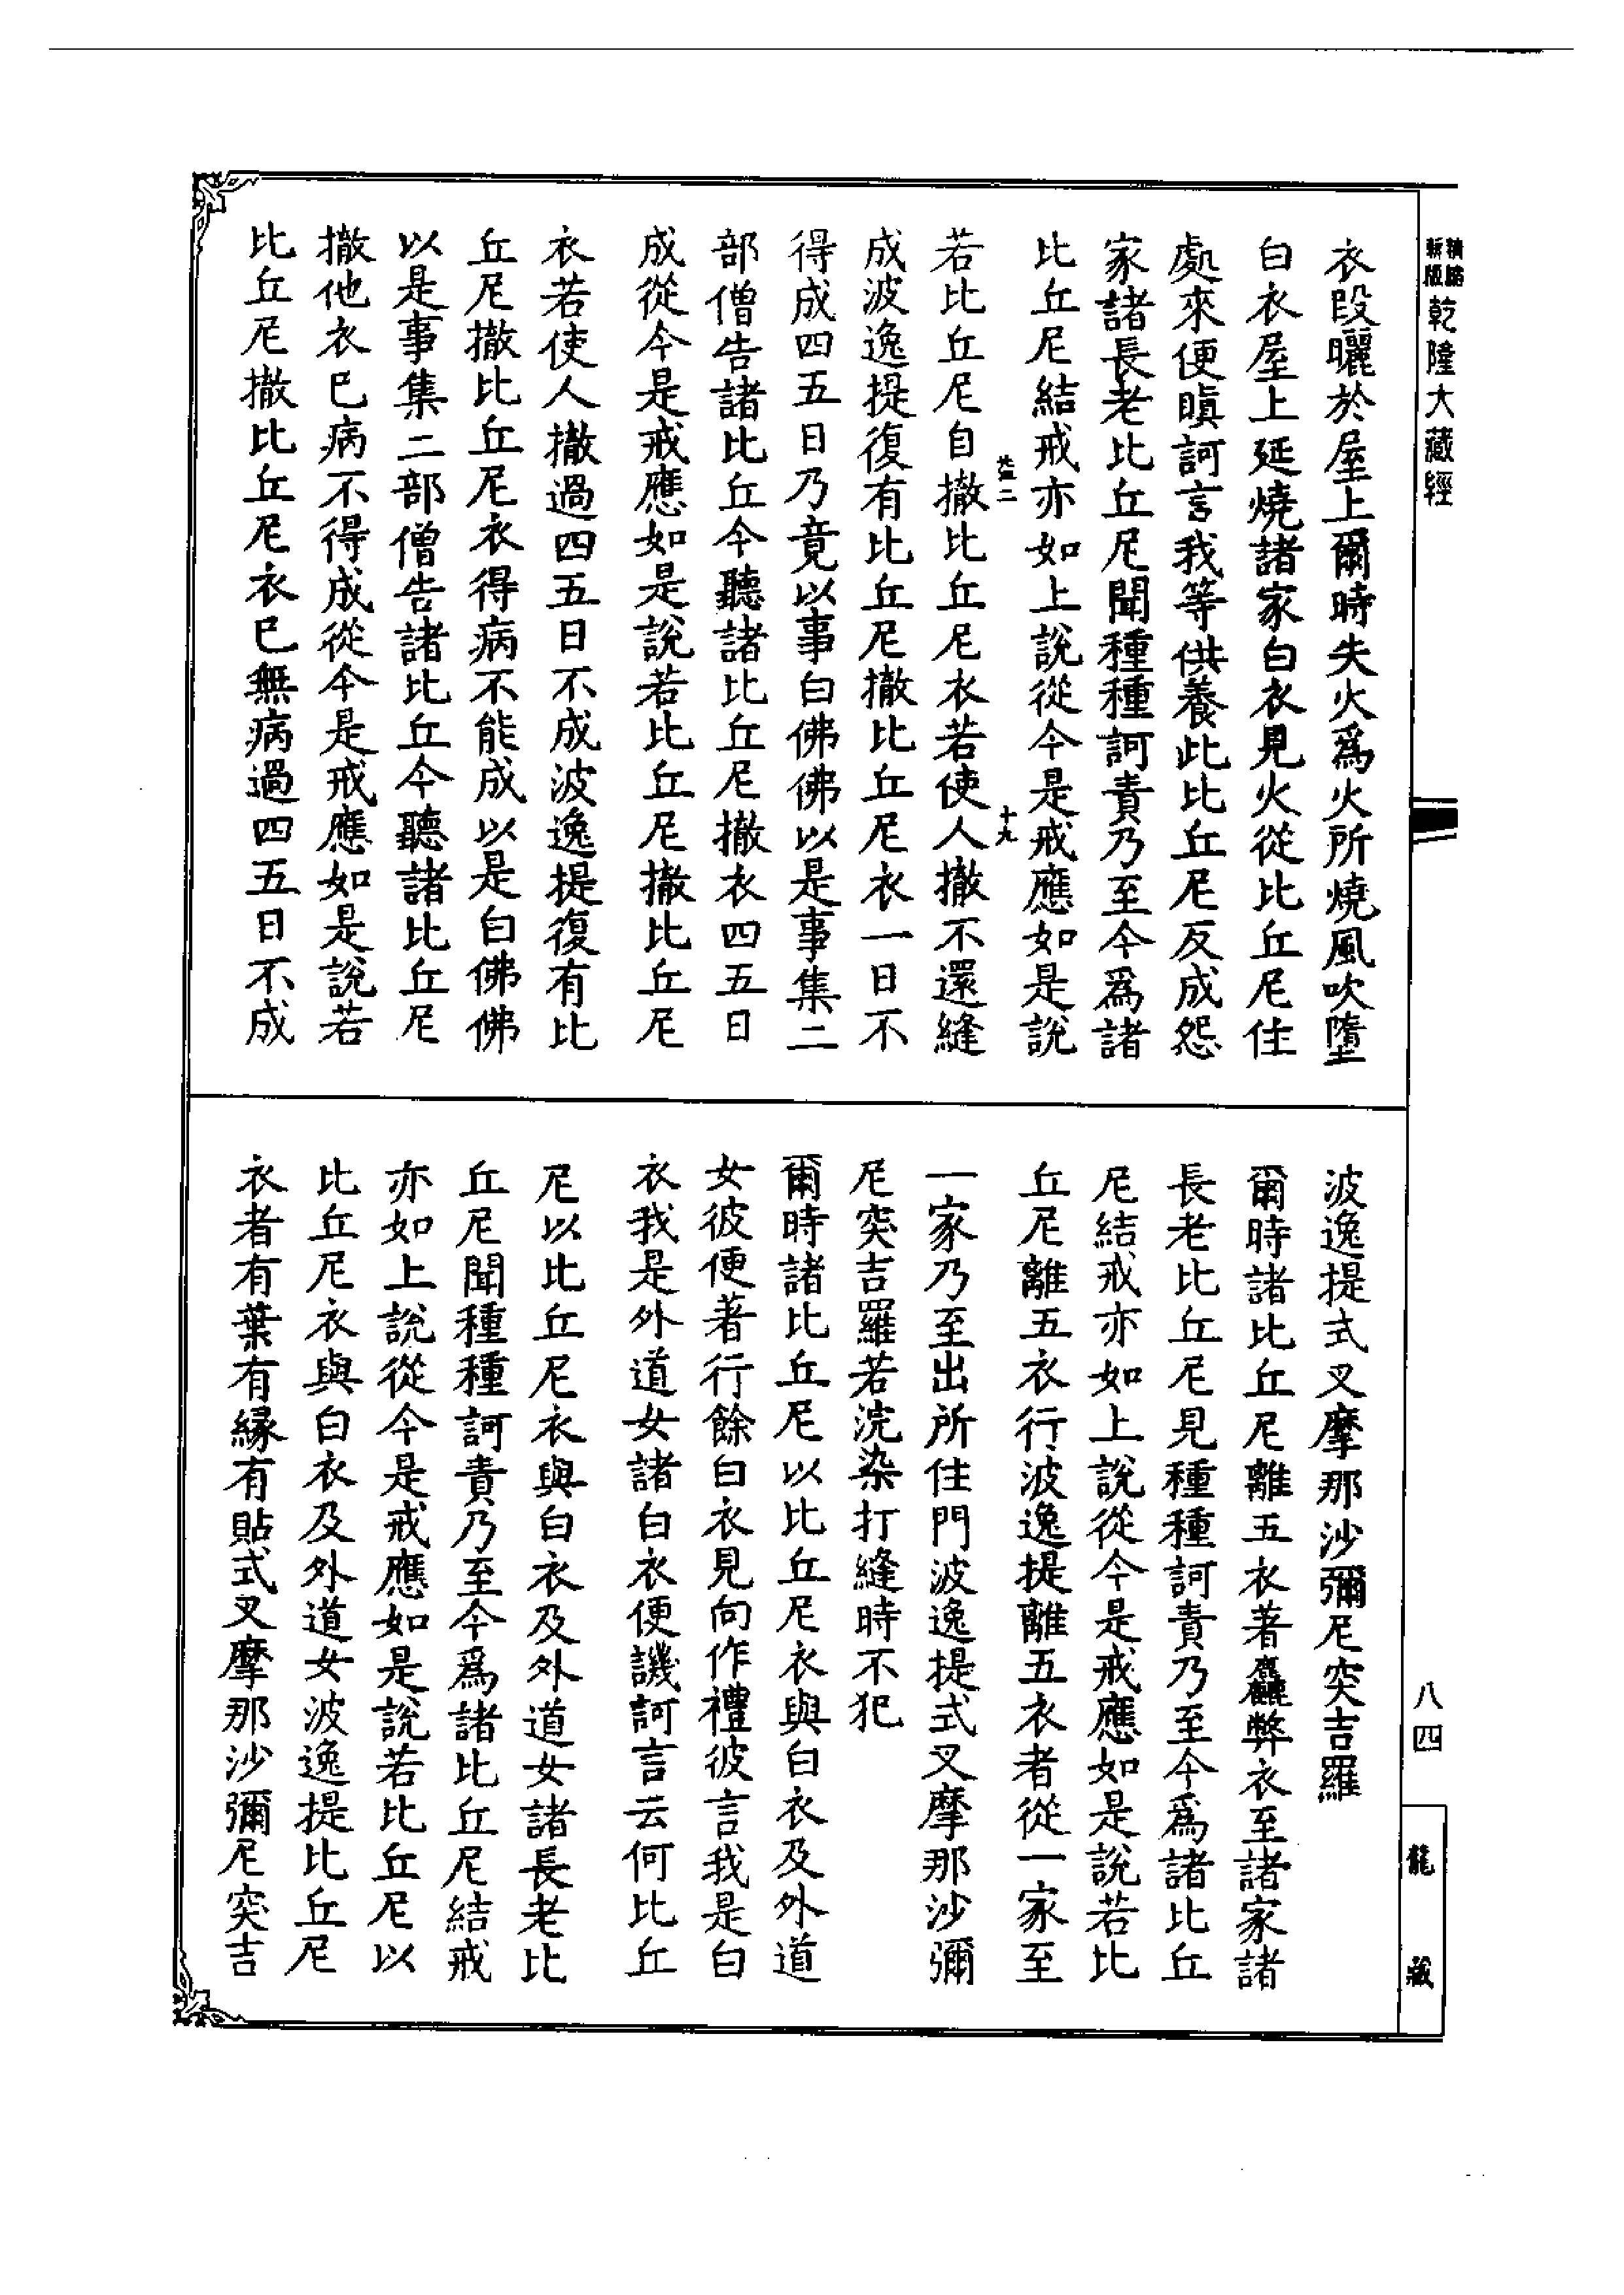 乾隆大藏經
衣段曬於屋上爾時失火爲火所燒風吹墮
白衣屋上延燒諸家白衣見火從比丘尼住
處來便瞋訶言我等供養此比丘尼反成怨
家諸長老比丘尼聞種種訶責乃至今爲諸
比丘尼結戒亦如上說從今是戒應如是說
十九
若比丘尼自撤比丘尼衣若使人撤不還縫
成波逸提復有比丘尼撤比丘尼衣一日不
得成四五日乃竟以事白佛佛以是事集二
部僧告諸比丘今聽諸比丘尼撤衣四五日
成從今是戒應如是說若比丘尼撤比丘尼
衣若使人撤過四五日不成波逸提復有比
丘尼撤比丘尼衣得病不能成以是白佛佛
以是事集二部僧告諸比丘今聽諸比丘尼
撤他衣已病不得成從今是戒應如是說若
比丘尼撤比丘尼衣已無病過四五日不成
波逸提式叉摩那沙彌尼突吉羅
爾時諸比丘尼離五衣著麤弊衣至諸家諸
長老比丘尼見種種訶責乃至今爲諸比丘
尼結戒亦如上說從今是戒應如是說若比
丘尼離五衣行波逸提離五衣者從一家至
一家乃至出所住門波逸提式叉摩那沙彌
尼突吉羅若浣染打縫時不犯
爾時諸比丘尼以比丘尼衣與白衣及外道
女彼便著行餘白衣見向作禮彼言我是白
衣我是外道女諸白衣便譏訶言云何比丘
尼以比丘尼衣與白衣及外道女諸長老比
丘尼聞種種訶責乃至今爲諸比丘尼結戒
亦如上說從今是戒應如是說若比丘尼以
比丘尼衣與白衣及外道女波逸提比丘尼
衣者有葉有緣有貼式叉摩那沙彌尼突吉
八四
龍藏